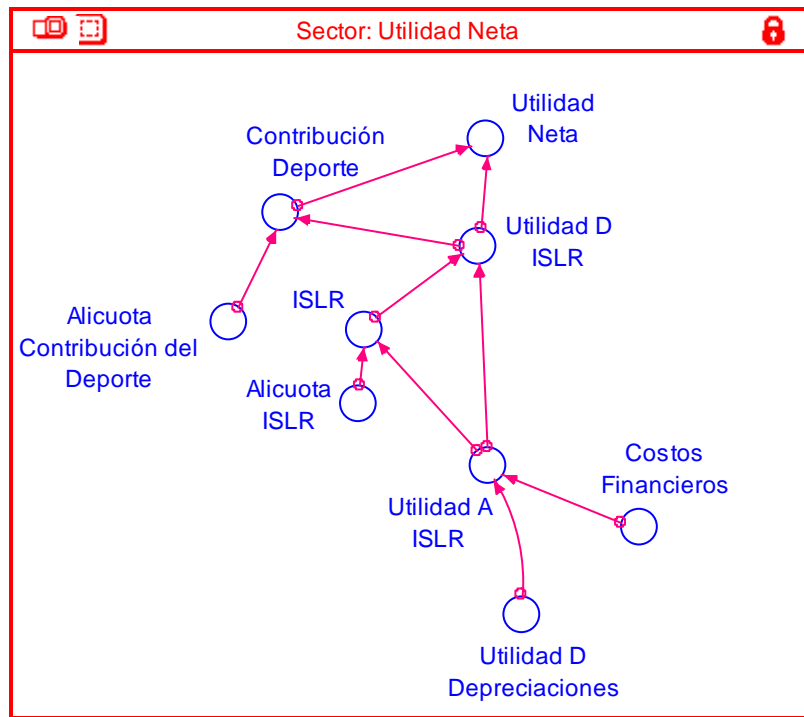 Sector: Utilidad Neta
Utilidad
Neta
Contribución
Deporte
Utilidad D
ISLR
ISLR
Alicuota
Contribución del
Deporte
Alicuota
ISLR
Costos
Financieros
Utilidad A
ISLR
Utilidad D
Depreciaciones